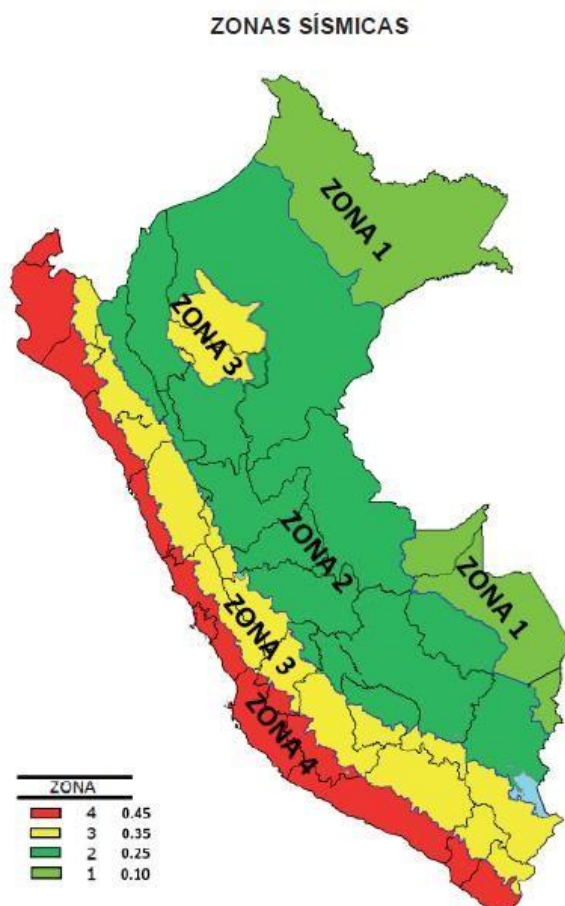 ZONAS SÍSMICAS
ZONA 1
ZONA 3
ZONA 2
ZONA 1
ZONA 3
ZONA 4
ZONA
4 0.45
3 0.35
2 0.25
1 0.10